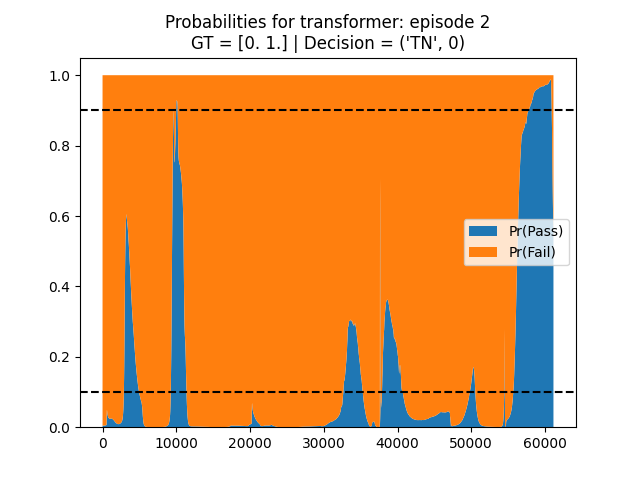 Probabilities for transformer: episode 2
GT = [0. 1.] | Decision = ('TN', 0)
1.0
0.8
0.6
0.4
0.2
0.0
Pr(Pass)
Pr(Fail)
0 10000 20000 30000 40000 50000 60000